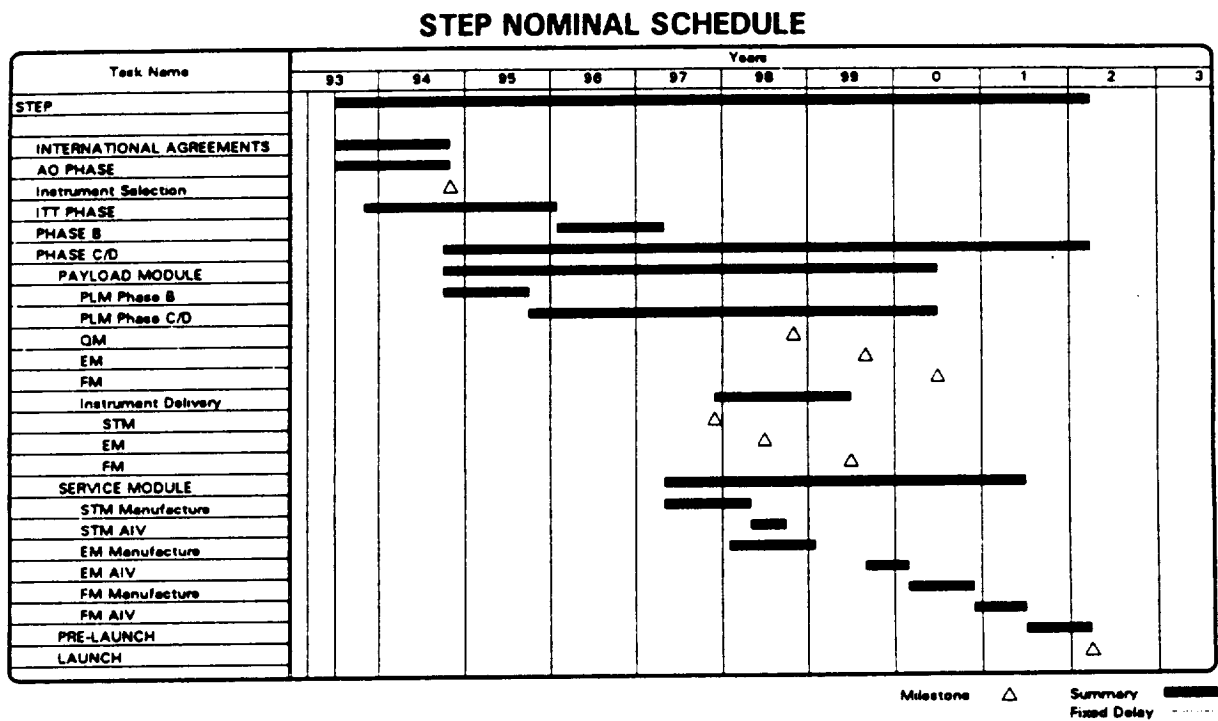 STEP NOMINAL SCHEDULE
Task Name
Years
93 94 95 96 97 98 99 0 1 2 3
STEP
INTERNATIONAL AGREEMENTS
AO PHASE
Instrument Selection
ITT PHASE
PHASE B
PHASE C/D
PAYLOAD MODULE
PLM Phase B
PLM Phase C/D
QM
EM
FM
Instrument Delivery
STM
EM
FM
SERVICE MODULE
STM Manufacture
STM AIV
EM Manufacture
EM AIV
FM Manufacture
FM AIV
PRE-LAUNCH
LAUNCH
Milestone △ Summary
Fixed Delay